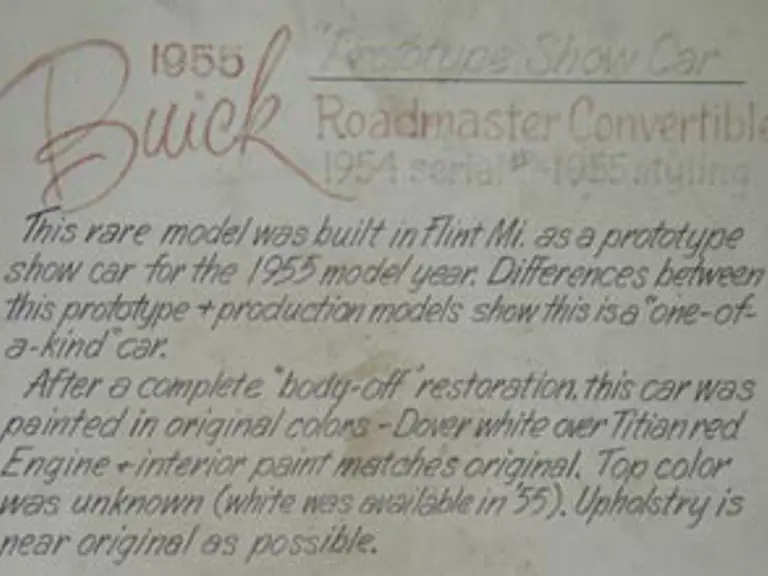 1955
Buick
"Prototype Show Car"
Roadmaster Convertible
1954 serial # - 1955 styling
This rare model was built in Flint Mi. as a prototype
show car for the 1955 model year. Differences between
this prototype + production models show this is a "one-of-
a-kind" car.
After a complete "body-off" restoration, this car was
painted in original colors - Dover white over Titian red
Engine + interior paint matches original. Top color
was unknown (white was available in '55). Upholstry is
near original as possible.